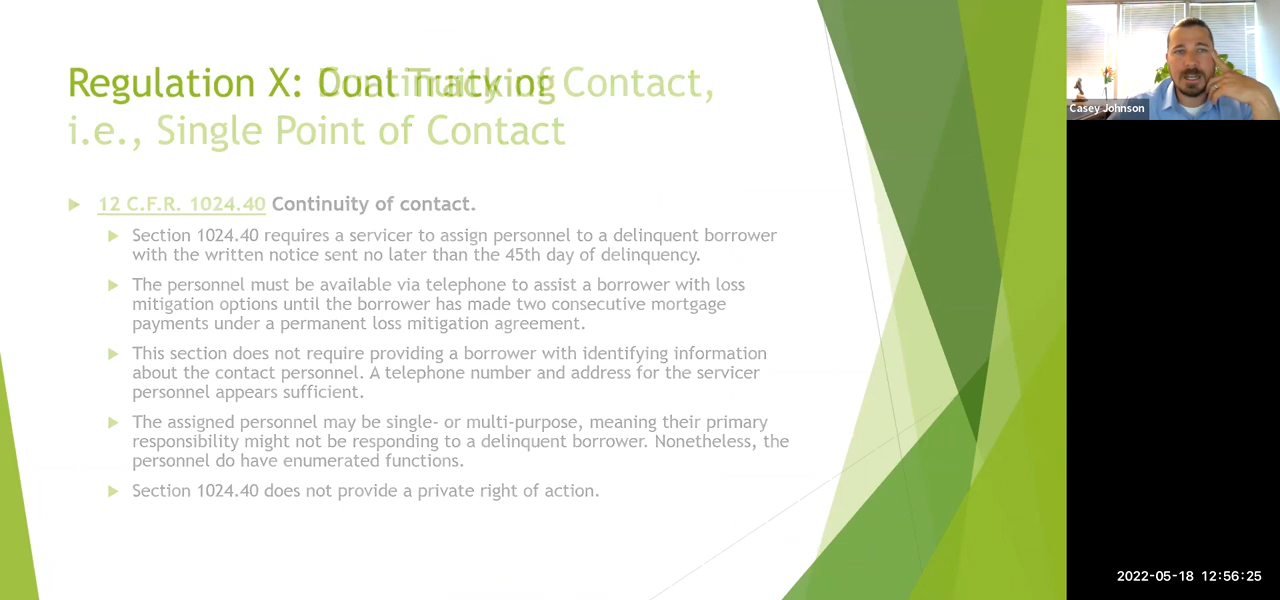 Regulation X: Dual Tracking
Continuity of Contact,
i.e., Single Point of Contact
12 C.F.R. 1024.40 Continuity of contact.
Section 1024.40 requires a servicer to assign personnel to a delinquent borrower
with the written notice sent no later than the 45th day of delinquency.
The personnel must be available via telephone to assist a borrower with loss
mitigation options until the borrower has made two consecutive mortgage
payments under a permanent loss mitigation agreement.
This section does not require providing a borrower with identifying information
about the contact personnel. A telephone number and address for the servicer
personnel appears sufficient.
The assigned personnel may be single- or multi-purpose, meaning their primary
responsibility might not be responding to a delinquent borrower. Nonetheless, the
personnel do have enumerated functions.
Section 1024.40 does not provide a private right of action.
Casey Johnson
2022-05-18 12:56:25